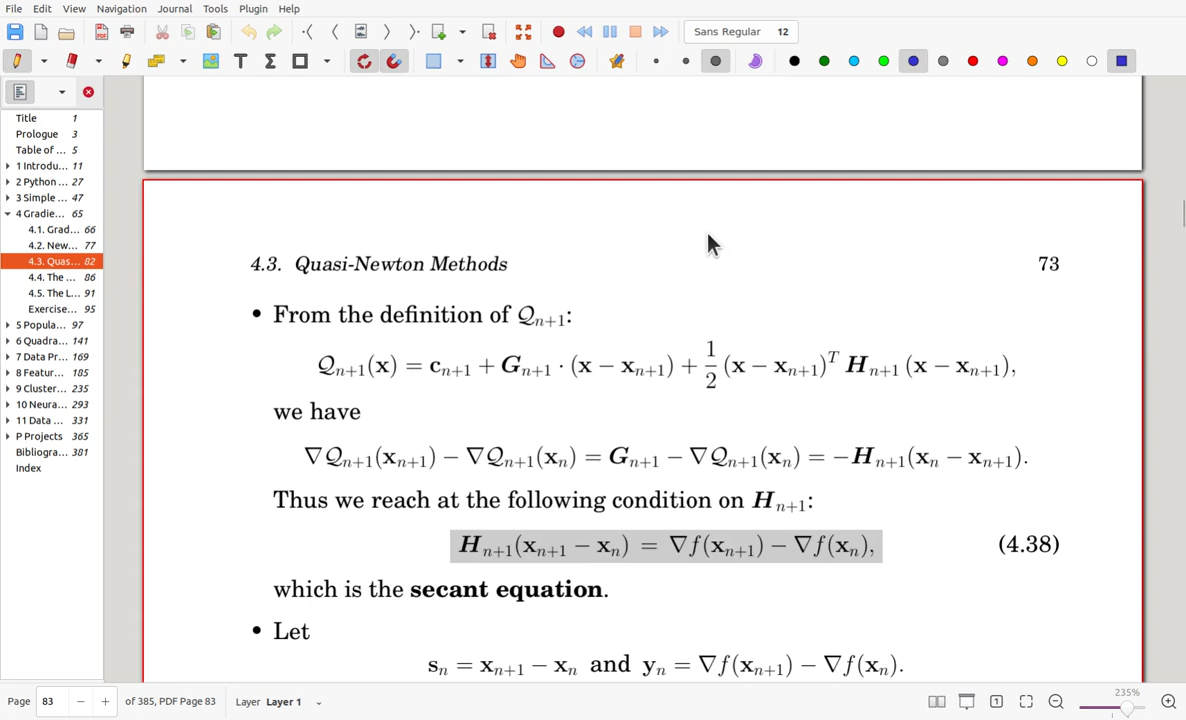 File Edit View Navigation Journal Tools Plugin Help
Sans Regular 12
Title 1
Prologue 3
Table of ... 5
1 Introdu... 11
2 Python ... 27
3 Simple ... 47
4 Gradie... 65
4.1. Grad... 66
4.2. New... 77
4.3. Quas... 82
4.4. The ... 86
4.5. The L... 91
Exercise... 95
5 Popula... 97
6 Quadra... 141
7 Data Pr... 169
8 Featur... 185
9 Cluster... 235
10 Neura... 293
11 Data ... 331
P Projects 365
Bibliogra... 381
Index
4.3. Quasi-Newton Methods 73
• From the definition of 𝒬ₙ₊₁:
𝒬ₙ₊₁(x) = cₙ₊₁ + Gₙ₊₁ · (x − xₙ₊₁) + 1/2 (x − xₙ₊₁)ᵀ Hₙ₊₁ (x − xₙ₊₁),
we have
∇𝒬ₙ₊₁(xₙ₊₁) − ∇𝒬ₙ₊₁(xₙ) = Gₙ₊₁ − ∇𝒬ₙ₊₁(xₙ) = −Hₙ₊₁(xₙ − xₙ₊₁).
Thus we reach at the following condition on Hₙ₊₁:
Hₙ₊₁(xₙ₊₁ − xₙ) = ∇f(xₙ₊₁) − ∇f(xₙ), (4.38)
which is the secant equation.
• Let
sₙ = xₙ₊₁ − xₙ and yₙ = ∇f(xₙ₊₁) − ∇f(xₙ).
Page 83 − + of 385, PDF Page 83 Layer Layer 1 235%